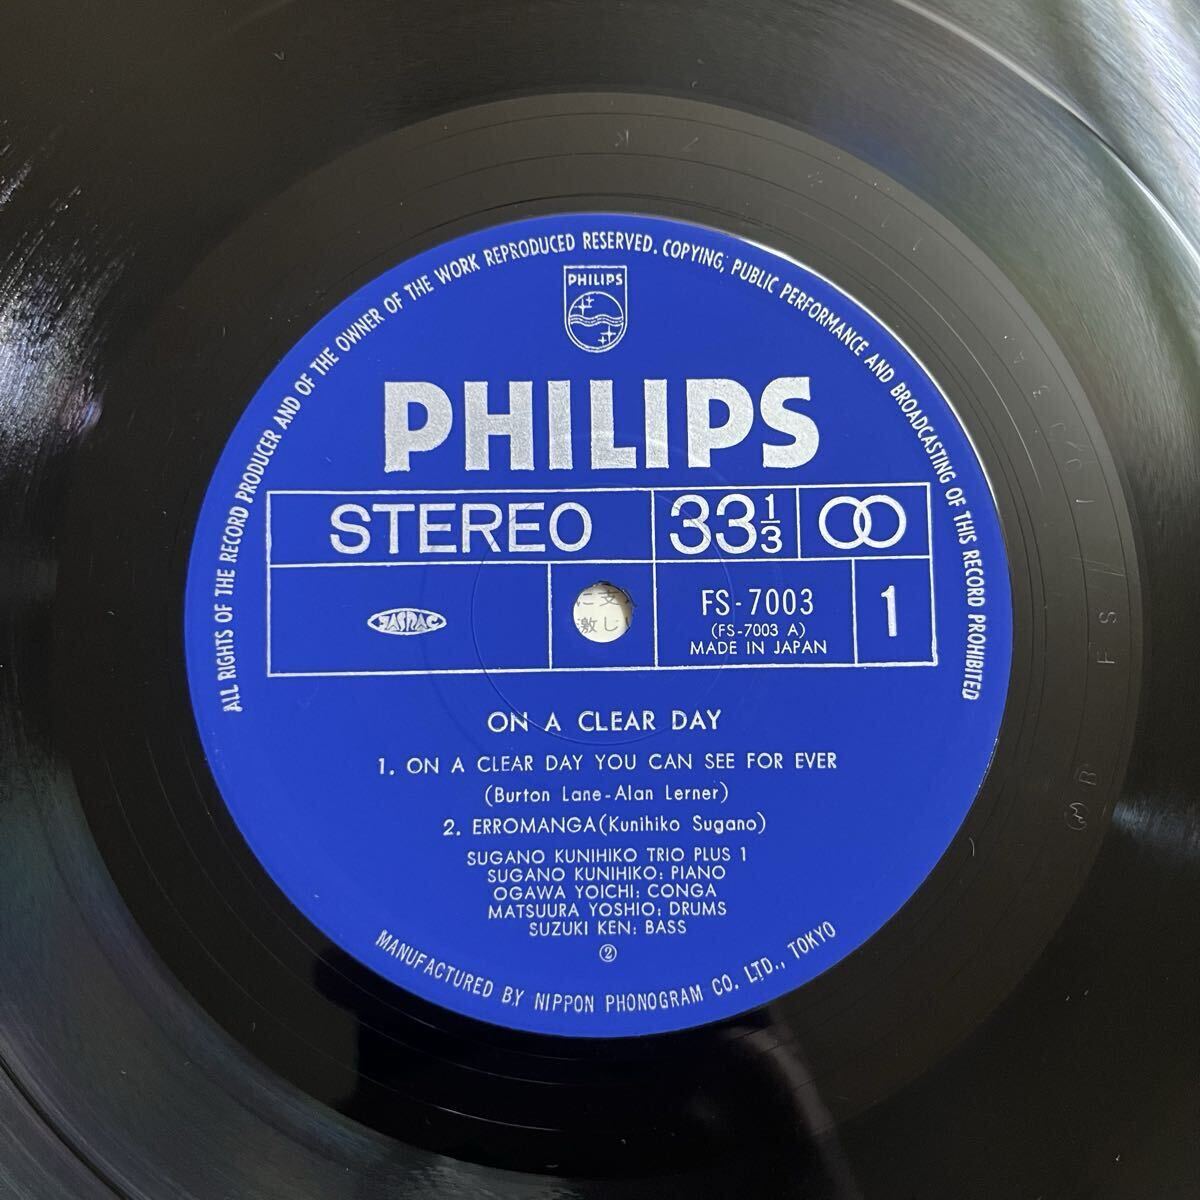 ALL RIGHTS OF THE RECORD PRODUCER AND OF THE OWNER OF THE WORK REPRODUCED RESERVED. COPYING, PUBLIC PERFORMANCE AND BROADCASTING OF THIS RECORD PROHIBITED
PHILIPS
PHILIPS
STEREO
33 1/3
JASRAC
FS-7003
(FS-7003 A)
MADE IN JAPAN
1
ON A CLEAR DAY
1. ON A CLEAR DAY YOU CAN SEE FOR EVER
(Burton Lane-Alan Lerner)
2. ERROMANGA (Kunihiko Sugano)
SUGANO KUNIHIKO TRIO PLUS 1
SUGANO KUNIHIKO: PIANO
OGAWA YOICHI: CONGA
MATSUURA YOSHIO: DRUMS
SUZUKI KEN: BASS
②
MANUFACTURED BY NIPPON PHONOGRAM CO. LTD., TOKYO